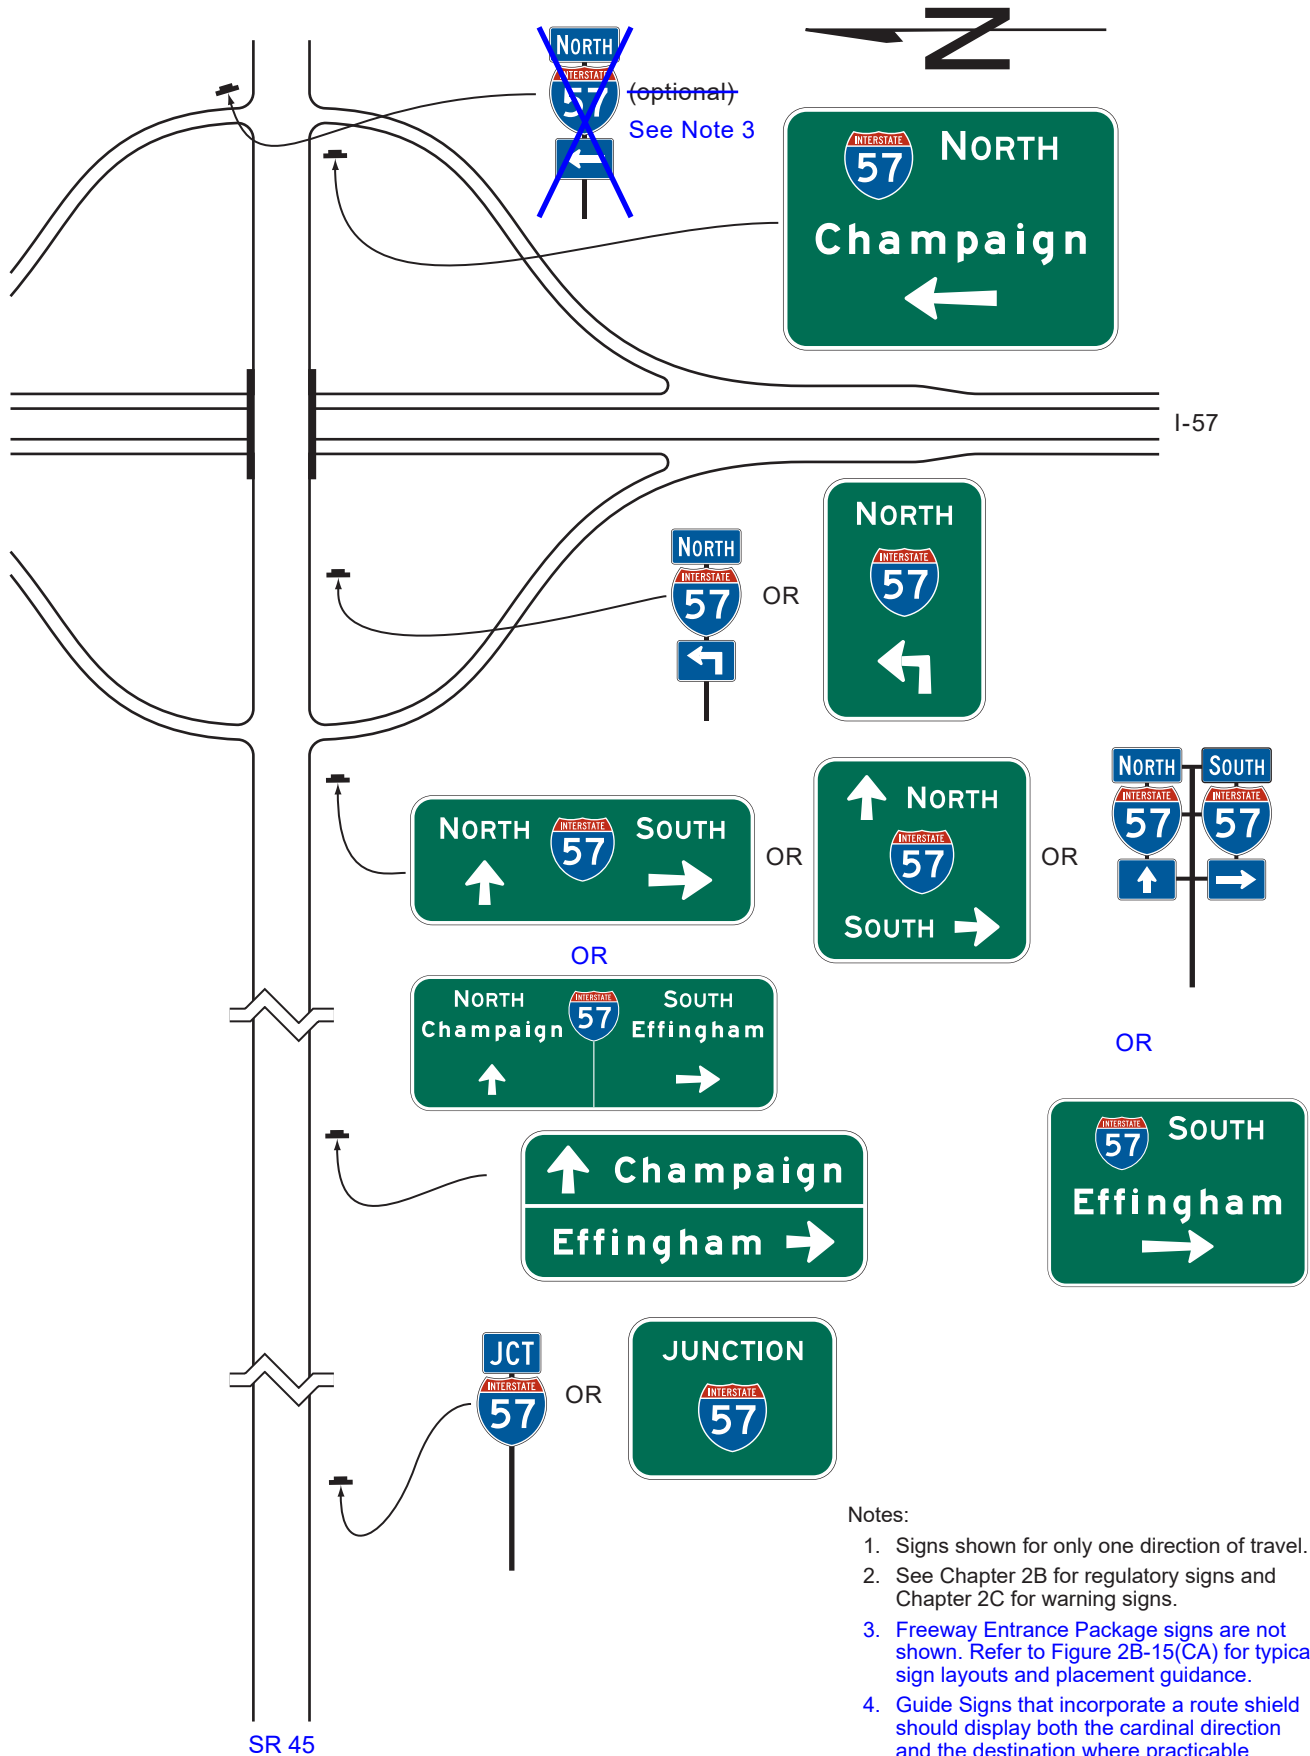 N
NORTH
INTERSTATE
57
(optional)
See Note 3
INTERSTATE
57
NORTH
Champaign
I-57
NORTH
INTERSTATE
57
OR
NORTH
INTERSTATE
57
NORTH
INTERSTATE
57
SOUTH
OR
NORTH
INTERSTATE
57
SOUTH
OR
NORTH
INTERSTATE
57
SOUTH
INTERSTATE
57
OR
NORTH
Champaign
INTERSTATE
57
SOUTH
Effingham
OR
Champaign
Effingham
INTERSTATE
57
SOUTH
Effingham
JCT
INTERSTATE
57
OR
JUNCTION
INTERSTATE
57
Notes:
1. Signs shown for only one direction of travel.
2. See Chapter 2B for regulatory signs and
Chapter 2C for warning signs.
3. Freeway Entrance Package signs are not
shown. Refer to Figure 2B-15(CA) for typica
sign layouts and placement guidance.
4. Guide Signs that incorporate a route shield
should display both the cardinal direction
and the destination where practicable
SR 45